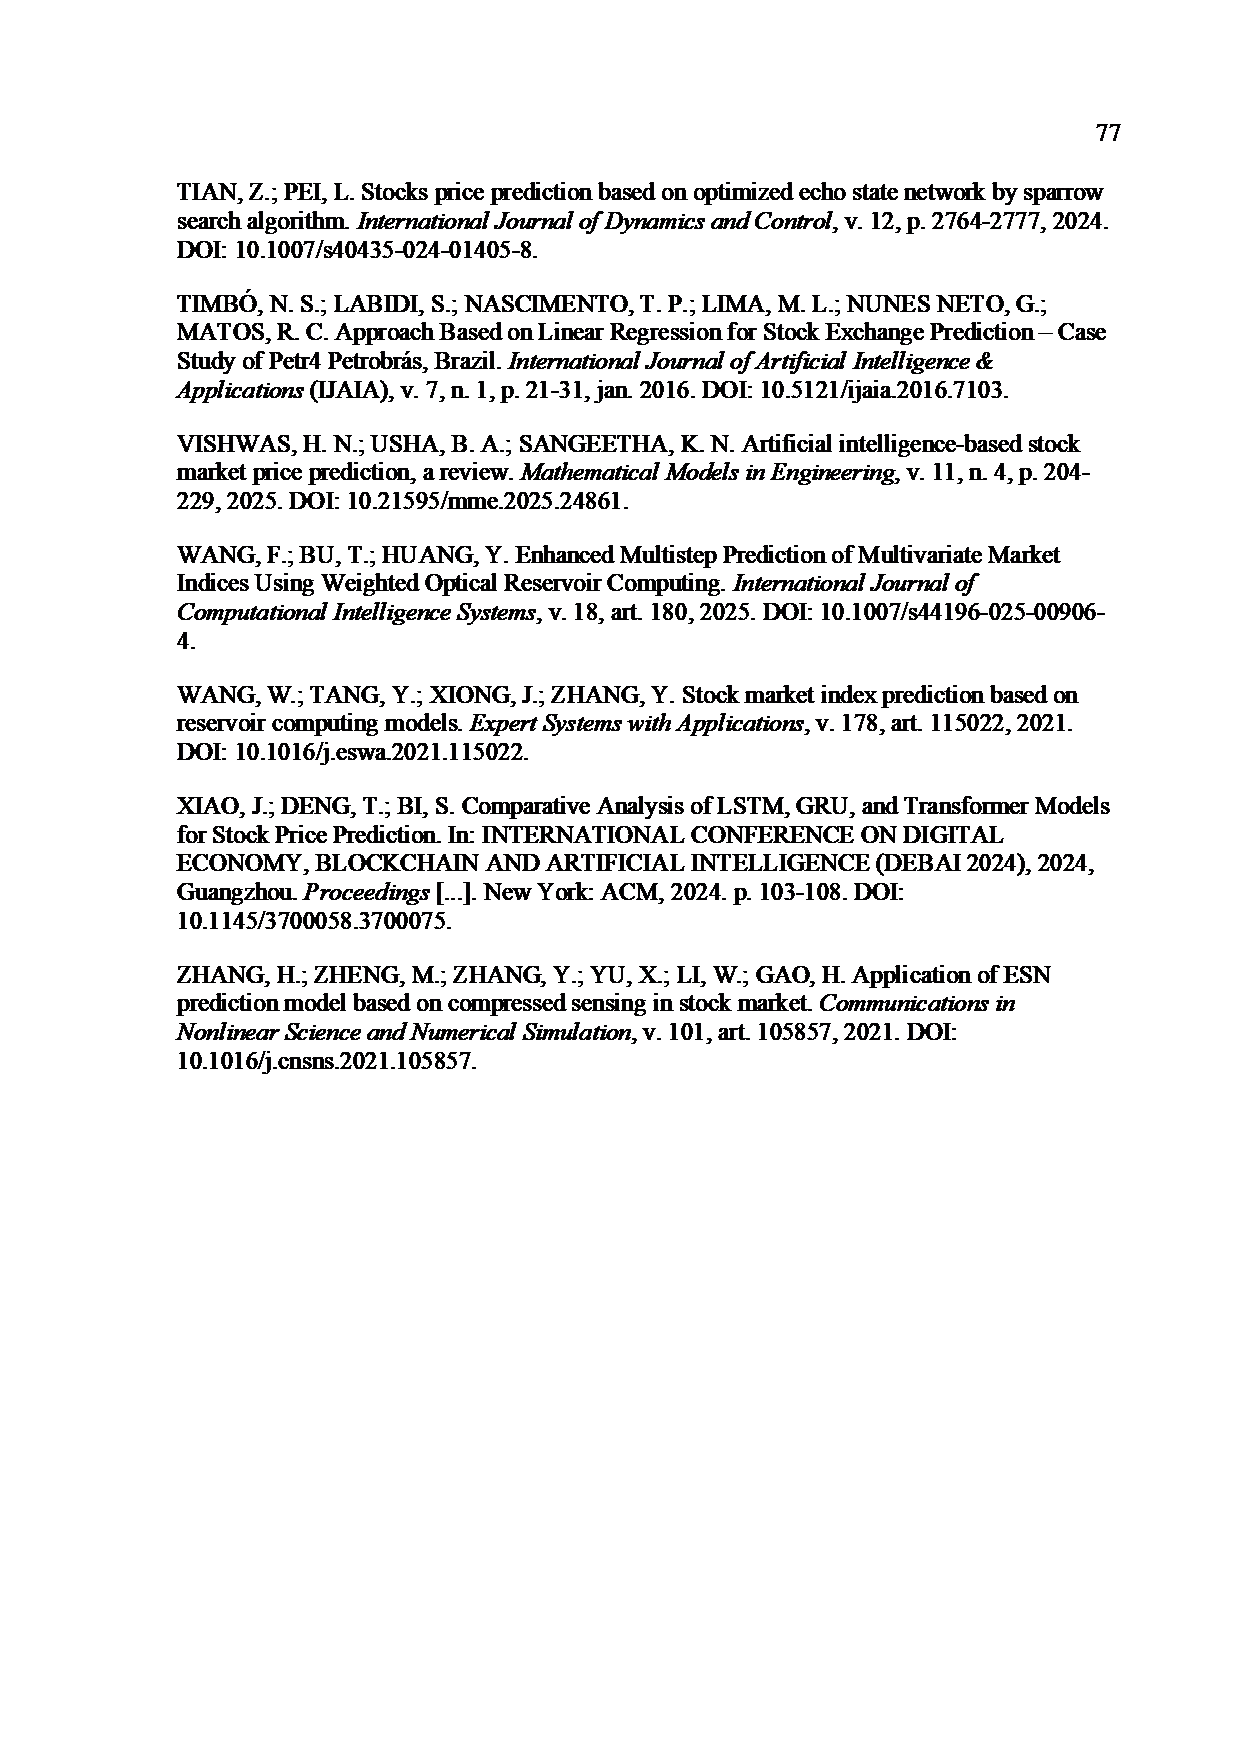 77
TIAN, Z.; PEI, L. Stocks price prediction based on optimized echo state network by sparrow
search algorithm. International Journal of Dynamics and Control, v. 12, p. 2764-2777, 2024.
DOI: 10.1007/s40435-024-01405-8.
TIMBÓ, N. S.; LABIDI, S.; NASCIMENTO, T. P.; LIMA, M. L.; NUNES NETO, G.;
MATOS, R. C. Approach Based on Linear Regression for Stock Exchange Prediction – Case
Study of Petr4 Petrobrás, Brazil. International Journal of Artificial Intelligence &
Applications (IJAIA), v. 7, n. 1, p. 21-31, jan. 2016. DOI: 10.5121/ijaia.2016.7103.
VISHWAS, H. N.; USHA, B. A.; SANGEETHA, K. N. Artificial intelligence-based stock
market price prediction, a review. Mathematical Models in Engineering, v. 11, n. 4, p. 204-
229, 2025. DOI: 10.21595/mme.2025.24861.
WANG, F.; BU, T.; HUANG, Y. Enhanced Multistep Prediction of Multivariate Market
Indices Using Weighted Optical Reservoir Computing. International Journal of
Computational Intelligence Systems, v. 18, art. 180, 2025. DOI: 10.1007/s44196-025-00906-
4.
WANG, W.; TANG, Y.; XIONG, J.; ZHANG, Y. Stock market index prediction based on
reservoir computing models. Expert Systems with Applications, v. 178, art. 115022, 2021.
DOI: 10.1016/j.eswa.2021.115022.
XIAO, J.; DENG, T.; BI, S. Comparative Analysis of LSTM, GRU, and Transformer Models
for Stock Price Prediction. In: INTERNATIONAL CONFERENCE ON DIGITAL
ECONOMY, BLOCKCHAIN AND ARTIFICIAL INTELLIGENCE (DEBAI 2024), 2024,
Guangzhou. Proceedings [...]. New York: ACM, 2024. p. 103-108. DOI:
10.1145/3700058.3700075.
ZHANG, H.; ZHENG, M.; ZHANG, Y.; YU, X.; LI, W.; GAO, H. Application of ESN
prediction model based on compressed sensing in stock market. Communications in
Nonlinear Science and Numerical Simulation, v. 101, art. 105857, 2021. DOI:
10.1016/j.cnsns.2021.105857.